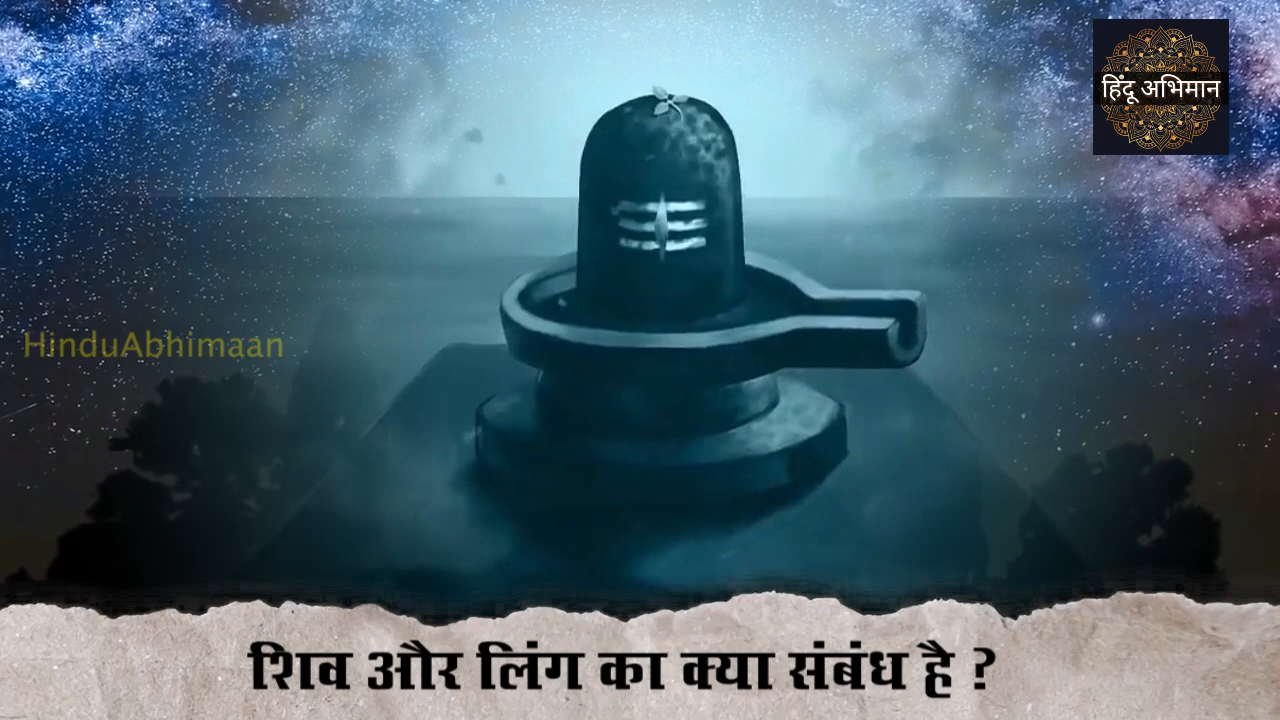 हिंदू अभिमान
HinduAbhimaan
शिव और लिंग का क्या संबंध है ?